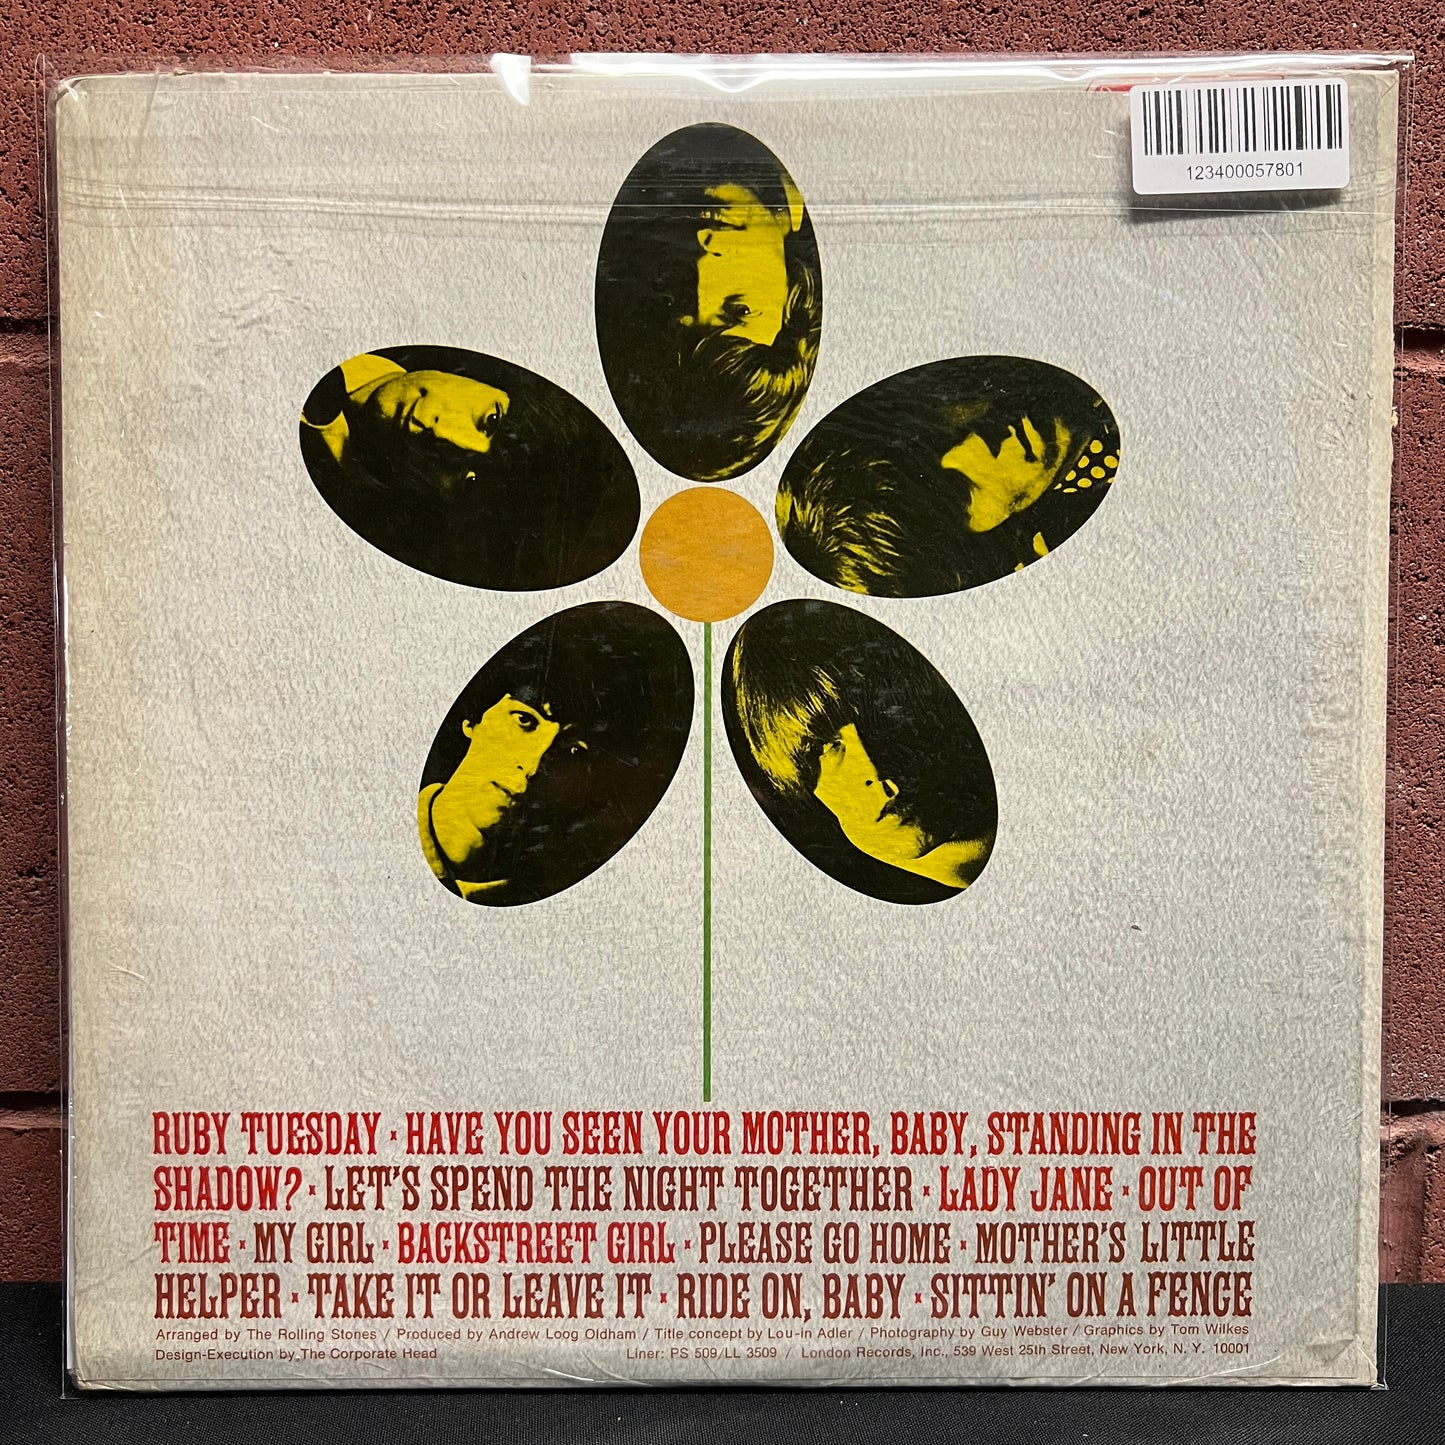 123400057801
RUBY TUESDAY × HAVE YOU SEEN YOUR MOTHER, BABY, STANDING IN THE
SHADOW? × LET'S SPEND THE NIGHT TOGETHER × LADY JANE × OUT OF
TIME × MY GIRL × BACKSTREET GIRL × PLEASE GO HOME × MOTHER'S LITTLE
HELPER × TAKE IT OR LEAVE IT × RIDE ON, BABY × SITTIN' ON A FENCE
Arranged by The Rolling Stones / Produced by Andrew Loog Oldham / Title concept by Lou-in Adler / Photography by Guy Webster / Graphics by Tom Wilkes
Design-Execution by The Corporate Head Liner: PS 509/LL 3509 / London Records, Inc., 539 West 25th Street, New York, N. Y. 10001